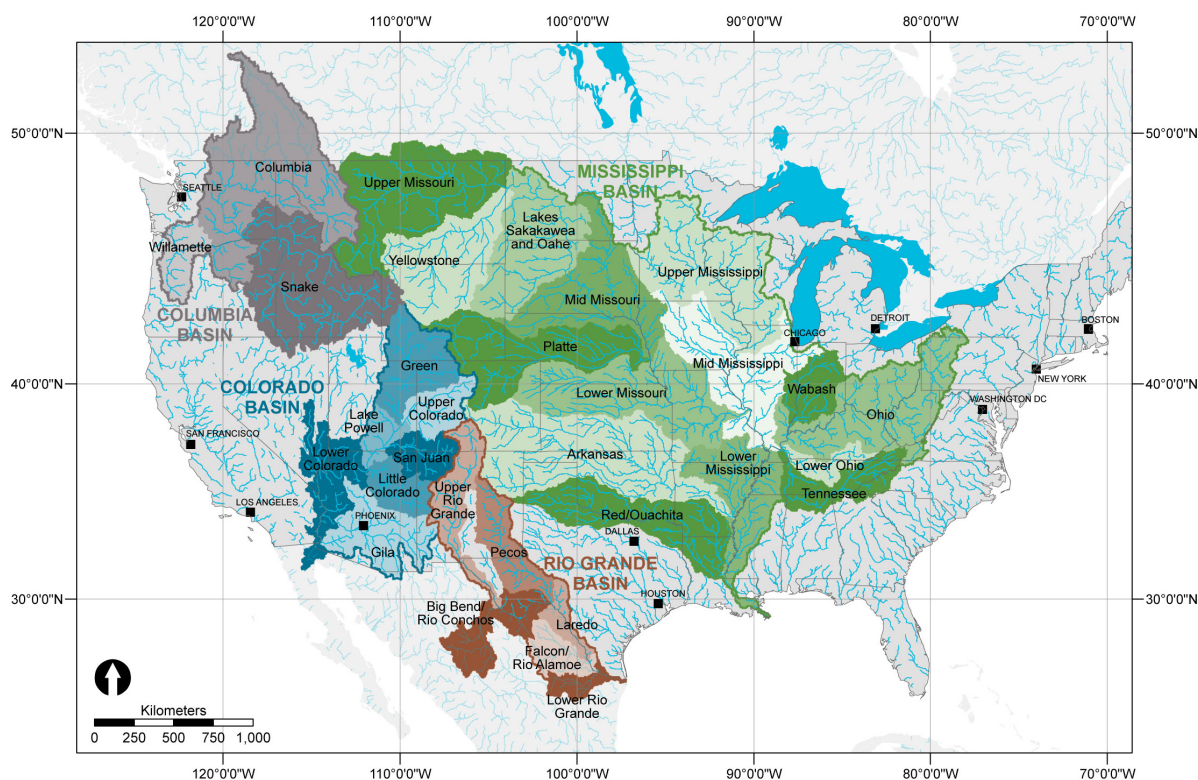 120°0'0"W
110°0'0"W
100°0'0"W
90°0'0"W
80°0'0"W
70°0'0"W
50°0'0"N
50°0'0"N
Columbia
MISSISSIPPI
BASIN
Upper Missouri
SEATTLE
Lakes
Sakakawea
and Oahe
Willamette
Yellowstone
Upper Mississippi
Snake
Mid Missouri
COLUMBIA
BASIN
DETROIT
BOSTON
CHICAGO
Platte
Green
Mid Mississippi
NEW YORK
40°0'0"N
40°0'0"N
COLORADO
BASIN
Lower Missouri
Wabash
WASHINGTON DC
Upper
Colorado
Ohio
Lake
Powell
SAN FRANCISCO
Lower
Colorado
San Juan
Arkansas
Lower
Mississippi
Lower Ohio
Little
Colorado
Upper
Rio
Grande
Tennessee
LOS ANGELES
PHOENIX
Red/Ouachita
DALLAS
Gila
Pecos
RIO GRANDE
BASIN
30°0'0"N
30°0'0"N
HOUSTON
Big Bend/
Rio Conchos
Laredo
Falcon/
Rio Alamoe
Lower Rio
Grande
Kilometers
0 250 500 750 1,000
120°0'0"W
110°0'0"W
100°0'0"W
90°0'0"W
80°0'0"W
70°0'0"W